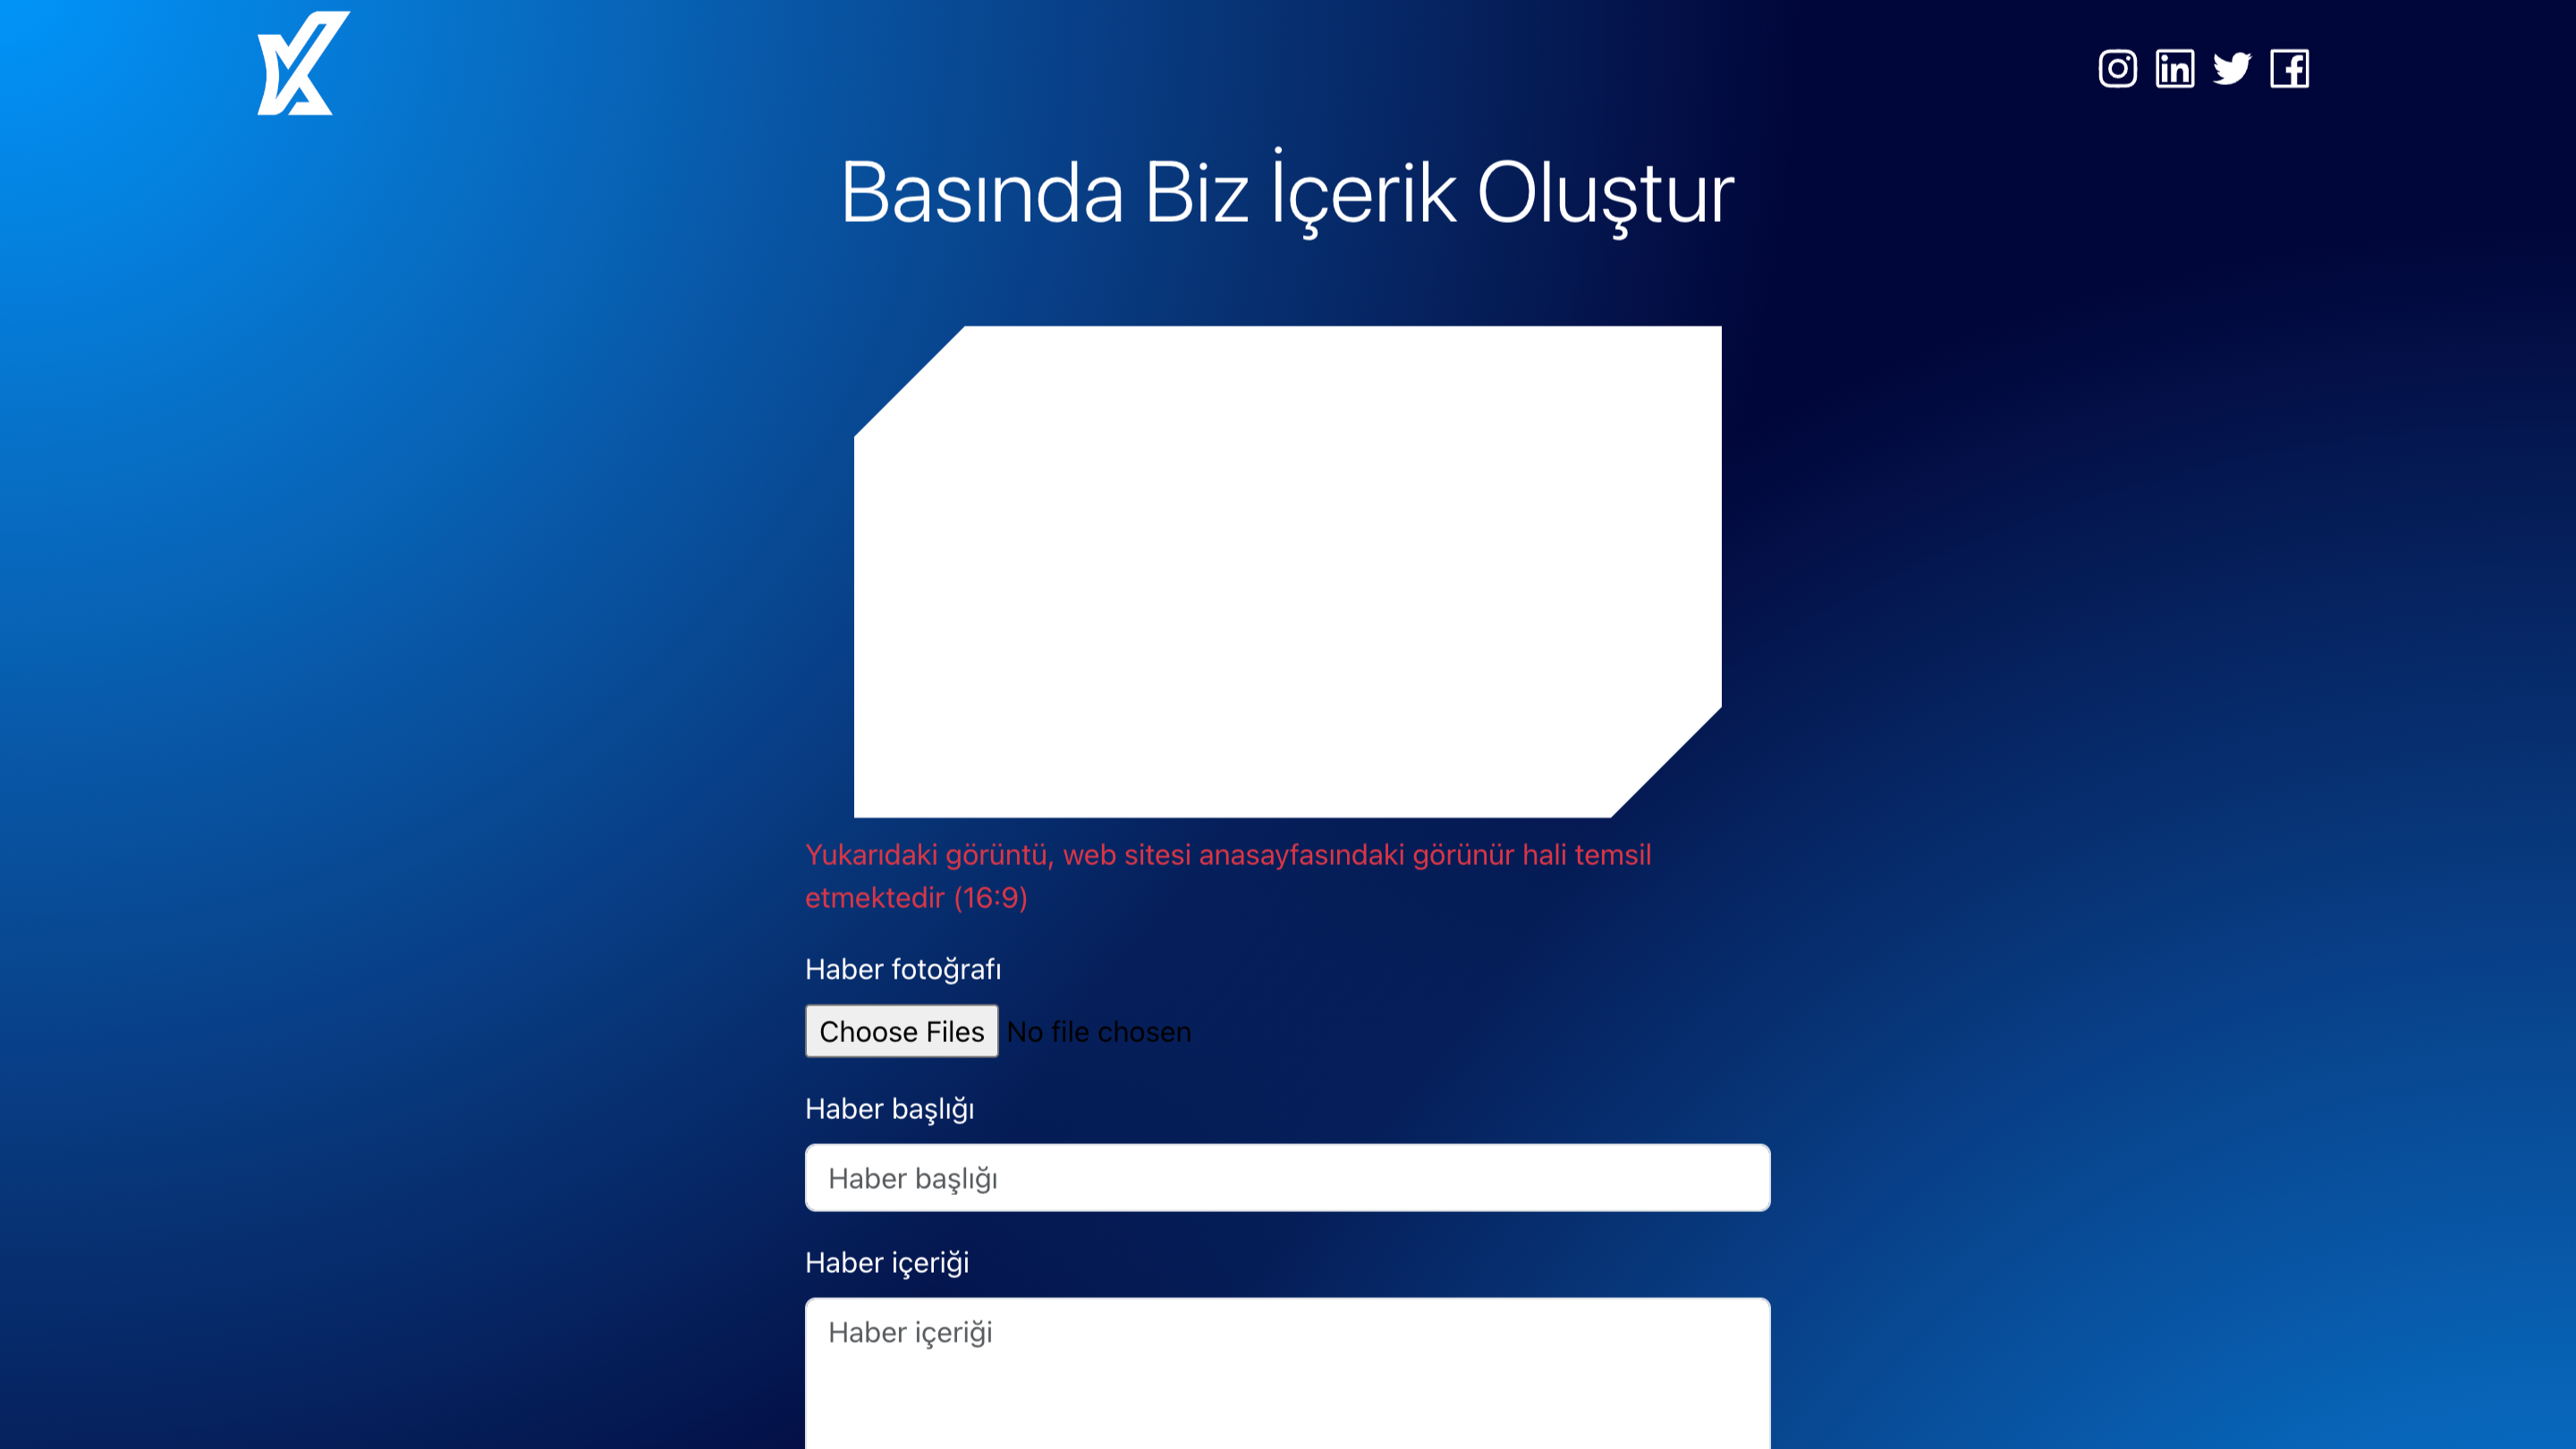 Basında Biz İçerik Oluştur
Yukarıdaki görüntü, web sitesi anasayfasındaki görünür hali temsil
etmektedir (16:9)
Haber fotoğrafı
Choose Files No file chosen
Haber başlığı
Haber başlığı
Haber içeriği
Haber içeriği